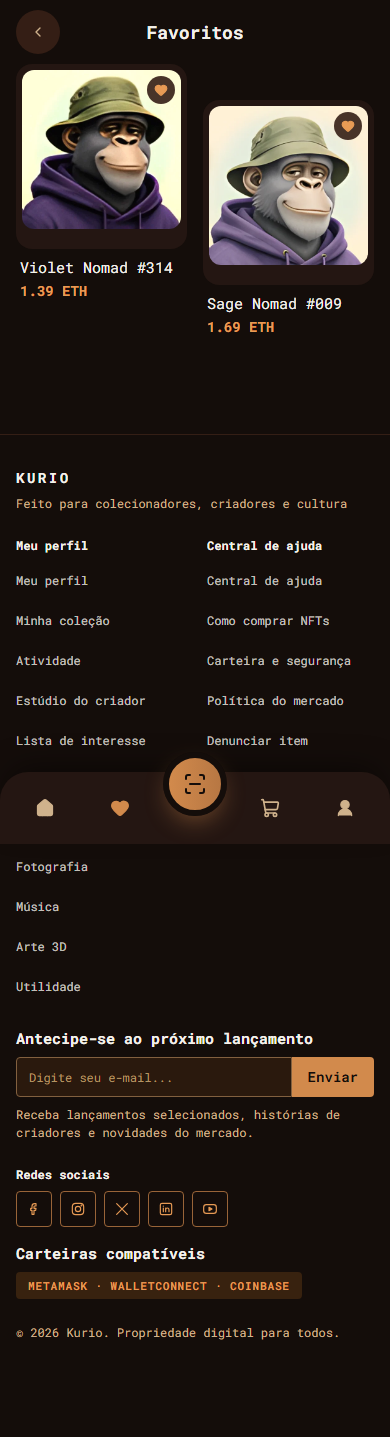 Favoritos
Violet Nomad #314
1.39 ETH
Sage Nomad #009
1.69 ETH
KURIO
Feito para colecionadores, criadores e cultura
Meu perfil
Meu perfil
Minha coleção
Atividade
Estúdio do criador
Lista de interesse
Central de ajuda
Central de ajuda
Como comprar NFTs
Carteira e segurança
Política do mercado
Denunciar item
Fotografia
Música
Arte 3D
Utilidade
Antecipe-se ao próximo lançamento
Digite seu e-mail...
Enviar
Receba lançamentos selecionados, histórias de
criadores e novidades do mercado.
Redes sociais
Carteiras compatíveis
METAMASK · WALLETCONNECT · COINBASE
© 2026 Kurio. Propriedade digital para todos.